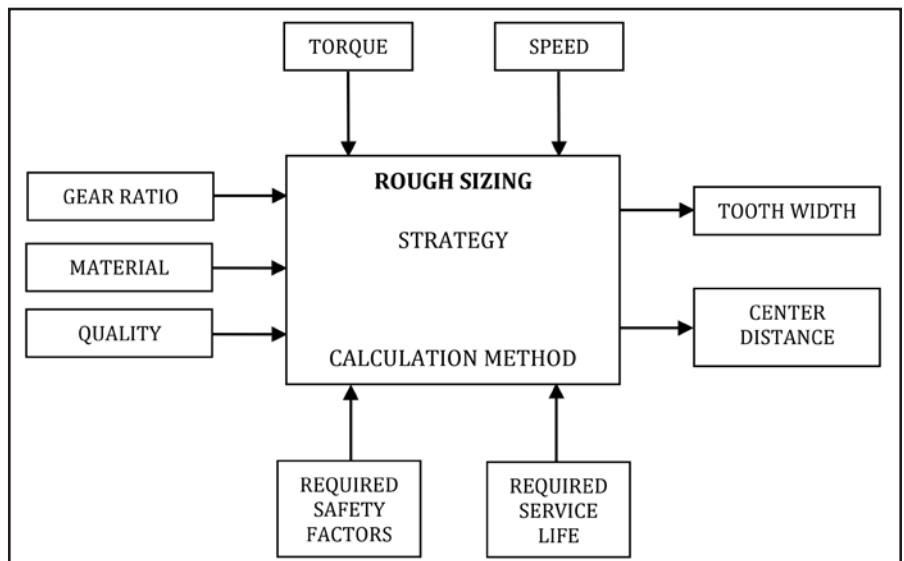 TORQUE
SPEED
GEAR RATIO
MATERIAL
QUALITY
ROUGH SIZING
STRATEGY
CALCULATION METHOD
TOOTH WIDTH
CENTER
DISTANCE
REQUIRED
SAFETY
FACTORS
REQUIRED
SERVICE
LIFE